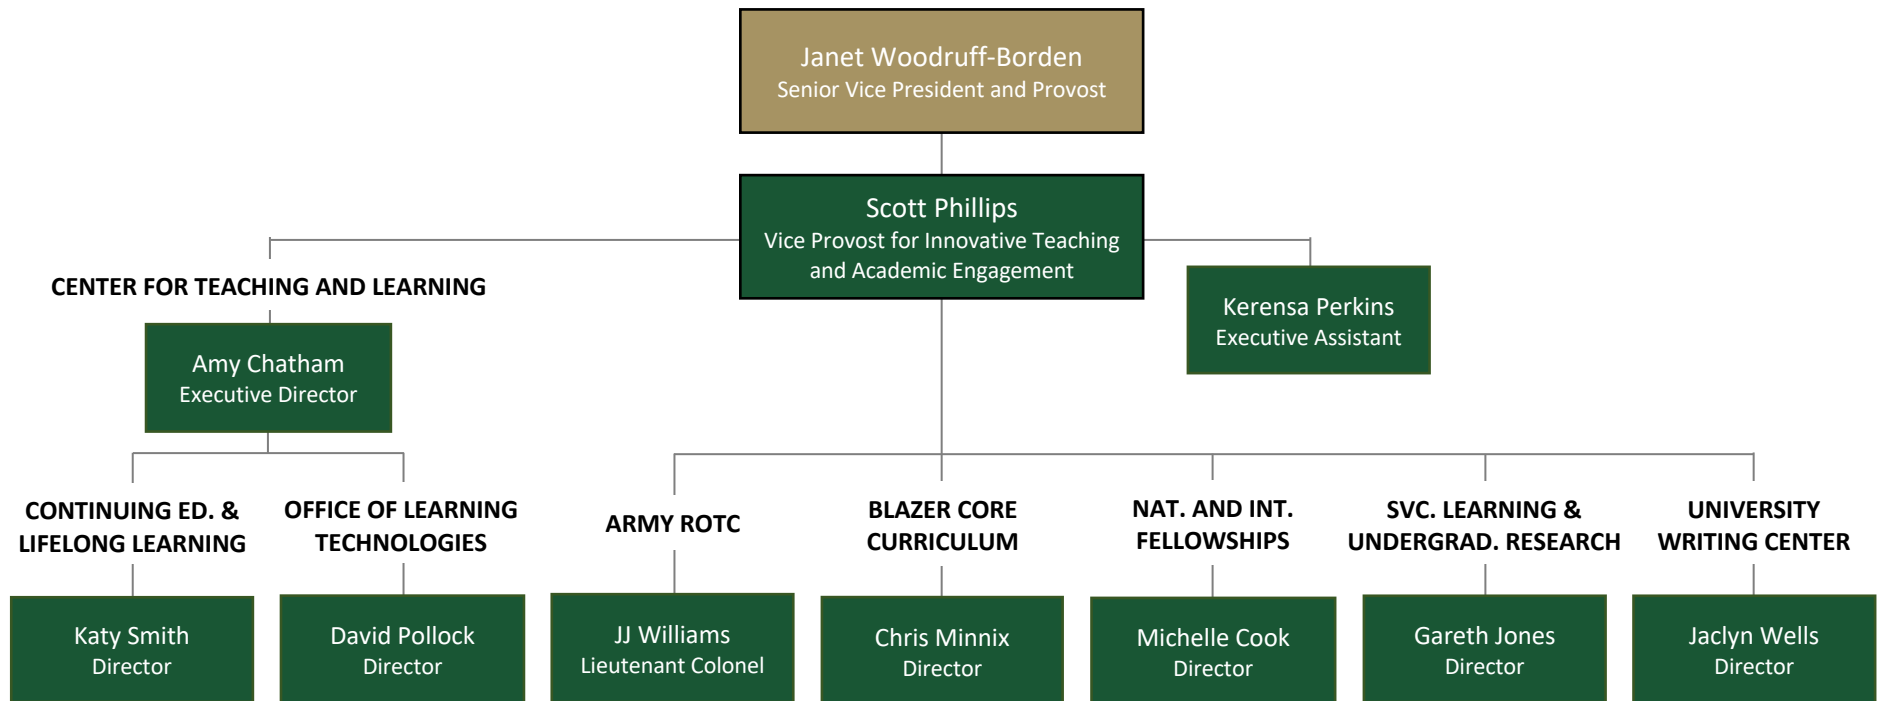 Janet Woodruff-Borden
Senior Vice President and Provost
Scott Phillips
Vice Provost for Innovative Teaching
and Academic Engagement
CENTER FOR TEACHING AND LEARNING
Kerensa Perkins
Executive Assistant
Amy Chatham
Executive Director
CONTINUING ED. &
LIFELONG LEARNING
OFFICE OF LEARNING
TECHNOLOGIES
ARMY ROTC
BLAZER CORE
CURRICULUM
NAT. AND INT.
FELLOWSHIPS
SVC. LEARNING &
UNDERGRAD. RESEARCH
UNIVERSITY
WRITING CENTER
Katy Smith
Director
David Pollock
Director
JJ Williams
Lieutenant Colonel
Chris Minnix
Director
Michelle Cook
Director
Gareth Jones
Director
Jaclyn Wells
Director